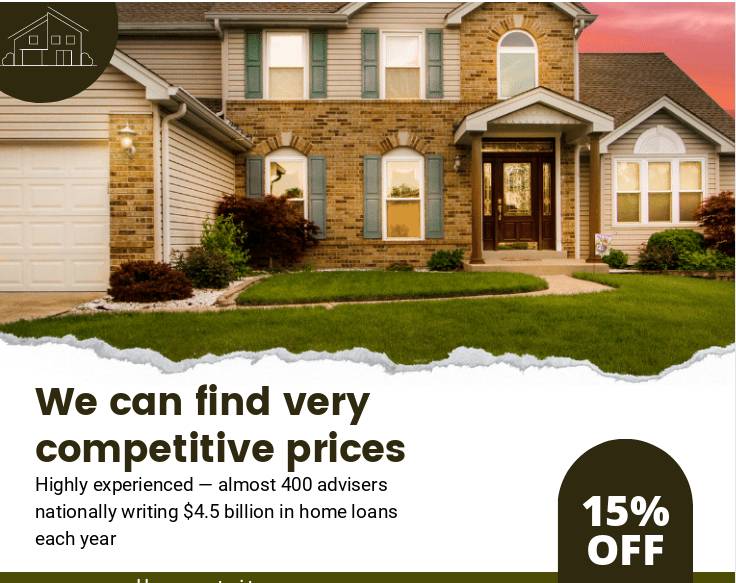 We can find very
competitive prices
Highly experienced — almost 400 advisers
nationally writing $4.5 billion in home loans
each year
15%
OFF